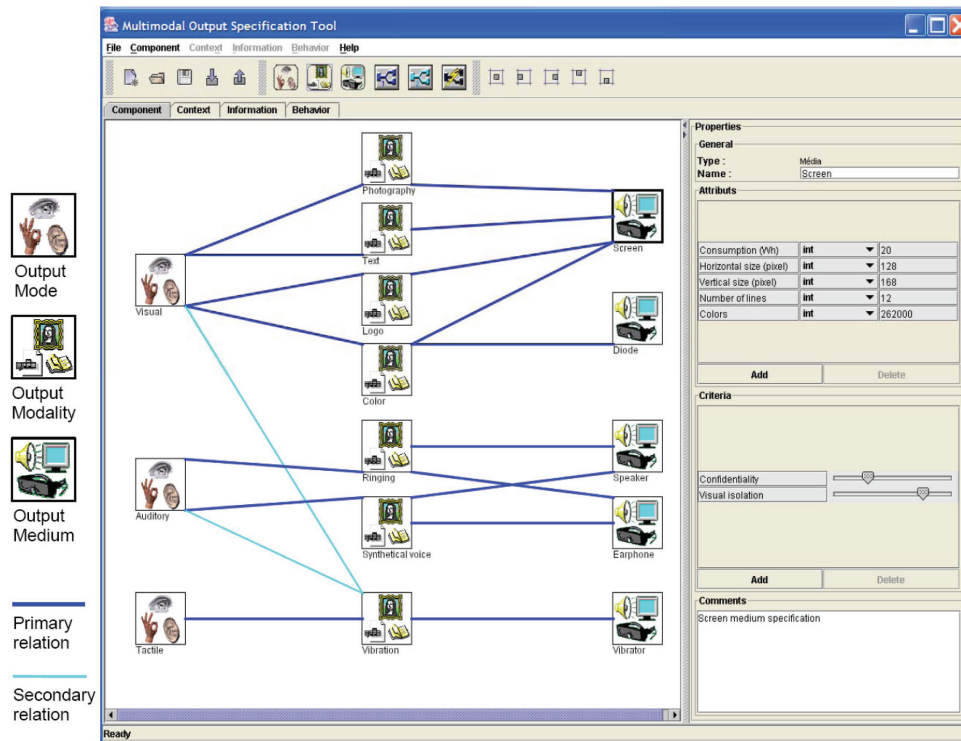 Multimodal Output Specification Tool
File Component Context Information Behavior Help
Component Context Information Behavior
Output
Mode
Output
Modality
Output
Medium
Primary
relation
Secondary
relation
Photography
Text
Visual
Logo
Color
Screen
Diode
Ringing
Auditory
Synthetical voice
Speaker
Earphone
Tactile
Vibration
Vibrator
Properties
General
Type : Média
Name : Screen
Attributs
Consumption (Wh) int 20
Horizontal size (pixel) int 128
Vertical size (pixel) int 168
Number of lines int 12
Colors int 262000
Add Delete
Criteria
Confidentiality
Visual isolation
Add Delete
Comments
Screen medium specification
Ready